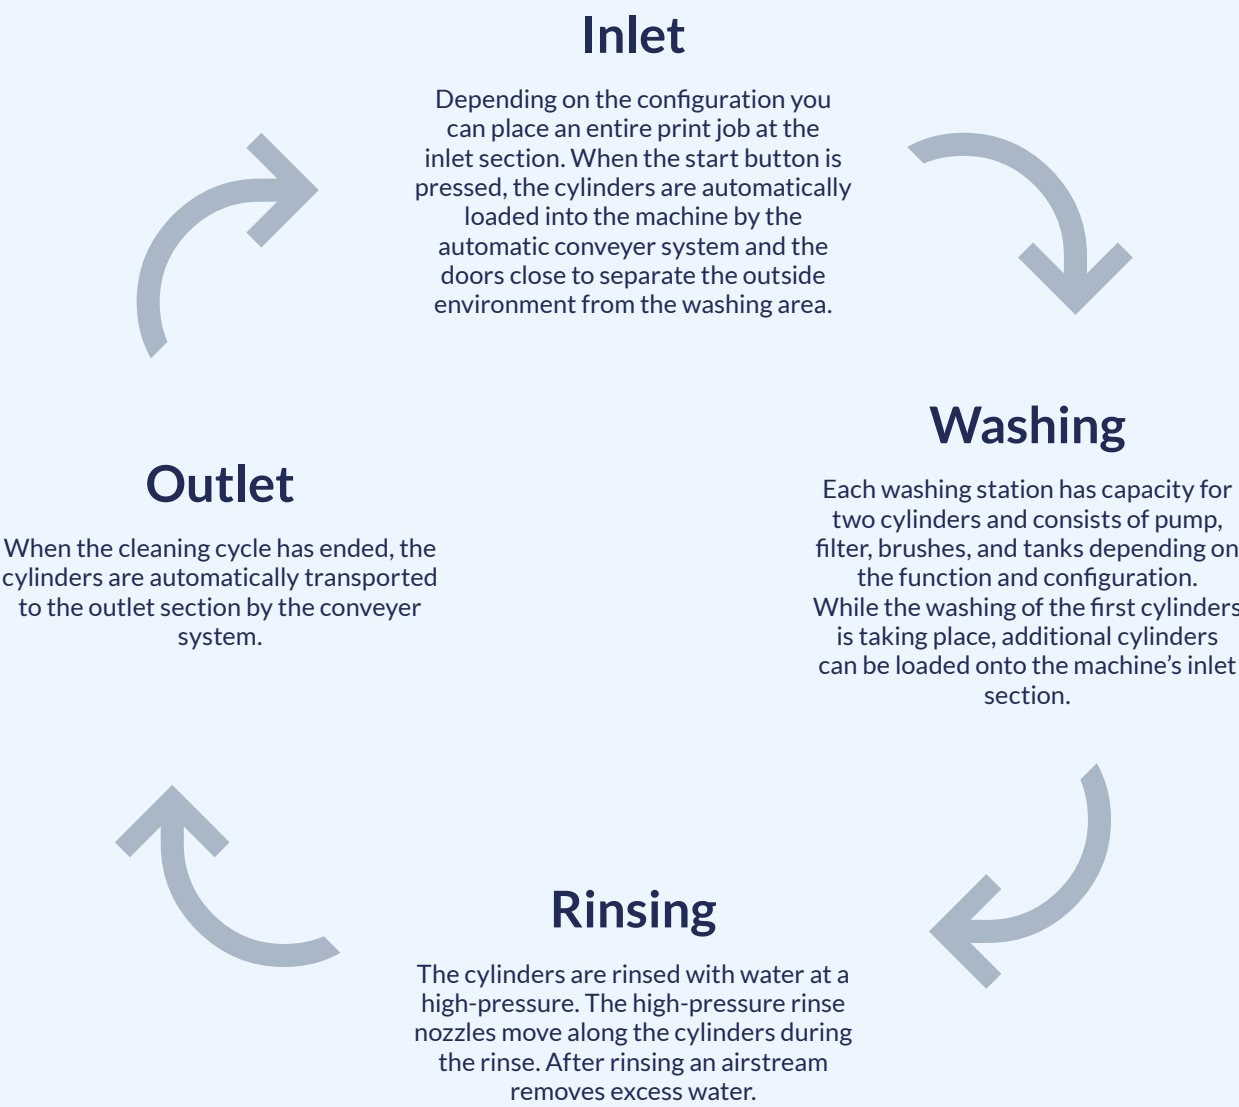 Inlet
Depending on the configuration you
can place an entire print job at the
inlet section. When the start button is
pressed, the cylinders are automatically
loaded into the machine by the
automatic conveyer system and the
doors close to separate the outside
environment from the washing area.
Washing
Each washing station has capacity for
two cylinders and consists of pump,
filter, brushes, and tanks depending on
the function and configuration.
While the washing of the first cylinders
is taking place, additional cylinders
can be loaded onto the machine’s inlet
section.
Rinsing
The cylinders are rinsed with water at a
high-pressure. The high-pressure rinse
nozzles move along the cylinders during
the rinse. After rinsing an airstream
removes excess water.
Outlet
When the cleaning cycle has ended, the
cylinders are automatically transported
to the outlet section by the conveyer
system.